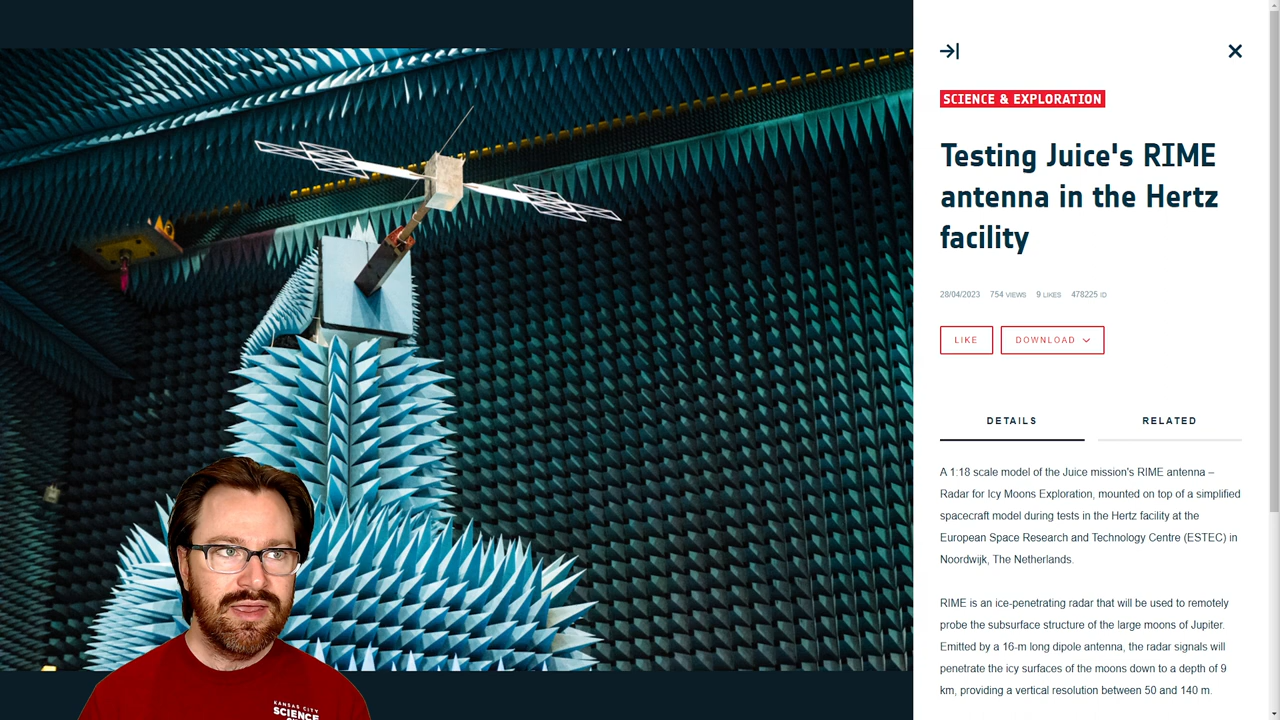 SCIENCE & EXPLORATION
Testing Juice's RIME
antenna in the Hertz
facility
28/04/2023 754 VIEWS 9 LIKES 478225 ID
LIKE
DOWNLOAD
DETAILS
RELATED
A 1:18 scale model of the Juice mission's RIME antenna –
Radar for Icy Moons Exploration, mounted on top of a simplified
spacecraft model during tests in the Hertz facility at the
European Space Research and Technology Centre (ESTEC) in
Noordwijk, The Netherlands.
RIME is an ice-penetrating radar that will be used to remotely
probe the subsurface structure of the large moons of Jupiter.
Emitted by a 16-m long dipole antenna, the radar signals will
penetrate the icy surfaces of the moons down to a depth of 9
km, providing a vertical resolution between 50 and 140 m.
KANSAS CITY
SCIENCE